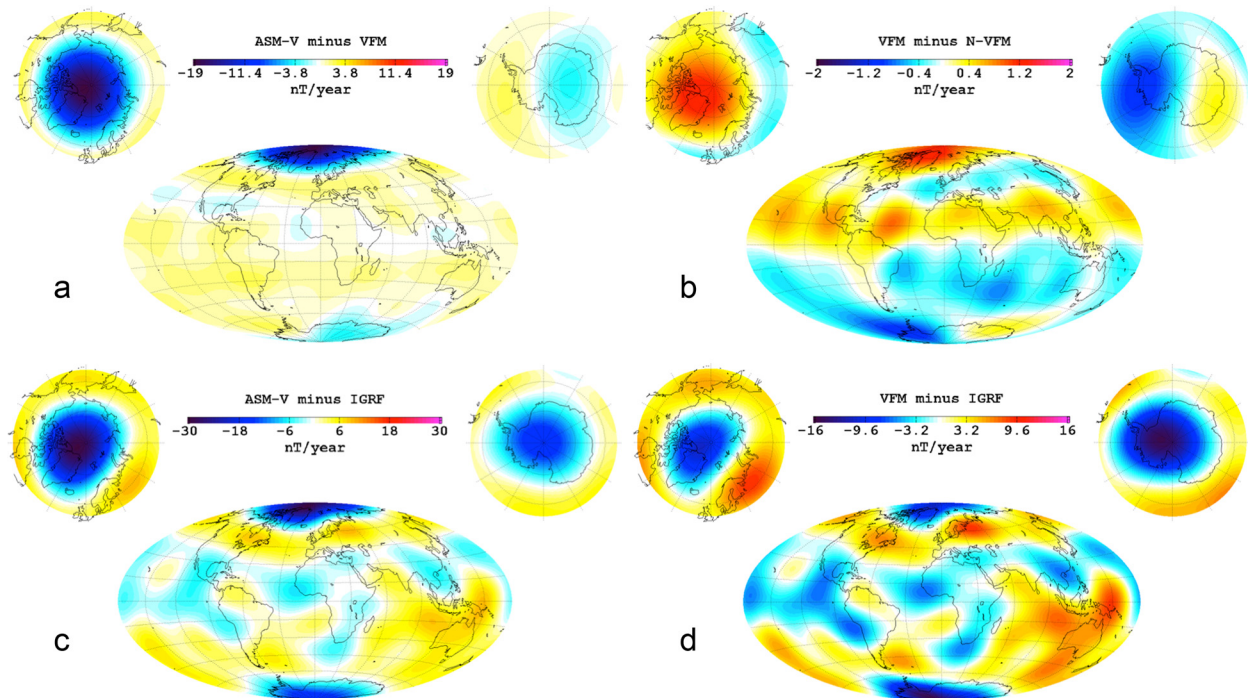 ASM-V minus VFM
−19 −11.4 −3.8 3.8 11.4 19
nT/year
a
VFM minus N-VFM
−2 −1.2 −0.4 0.4 1.2 2
nT/year
b
ASM-V minus IGRF
−30 −18 −6 6 18 30
nT/year
c
VFM minus IGRF
−16 −9.6 −3.2 3.2 9.6 16
nT/year
d